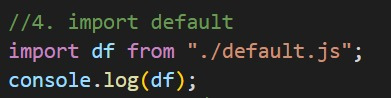 //4. import default
import df from "./default.js";
console.log(df);